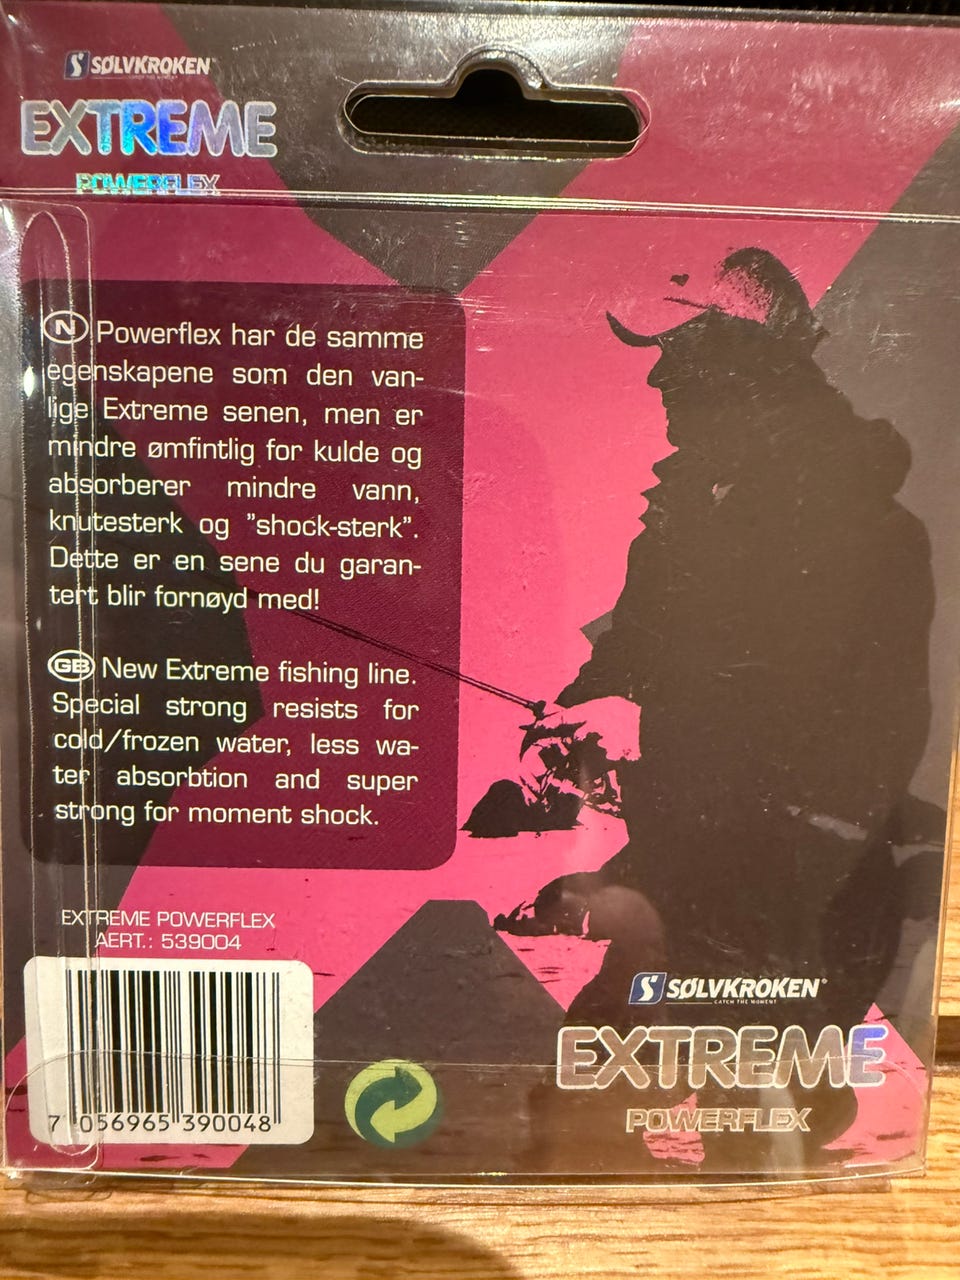 SØLVKROKEN
EXTREME
POWERFLEX
N Powerflex har de samme
egenskapene som den van-
lige Extreme senen, men er
mindre ømfintlig for kulde og
absorberer mindre vann,
knutesterk og "shock-sterk".
Dette er en sene du garan-
tert blir fornøyd med!
GB New Extreme fishing line.
Special strong resists for
cold/frozen water, less wa-
ter absorbtion and super
strong for moment shock.
EXTREME POWERFLEX
AERT.: 539004
7 056965 390048
SØLVKROKEN®
CATCH THE MOMENT
EXTREME
POWERFLEX